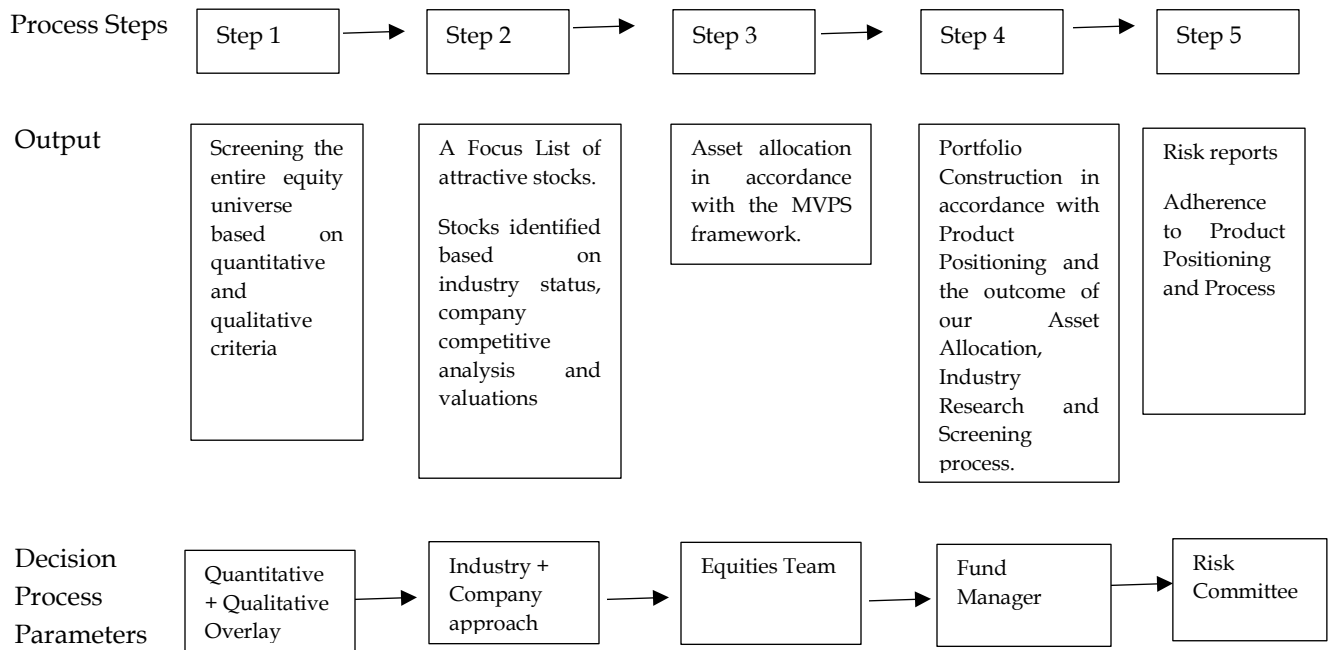 Process Steps
Step 1
Step 2
Step 3
Step 4
Step 5
Output
Screening the
entire equity
universe
based on
quantitative
and
qualitative
criteria
A Focus List of
attractive stocks.
Stocks identified
based on
industry status,
company
competitive
analysis and
valuations
Asset allocation
in accordance
with the MVPS
framework.
Portfolio
Construction in
accordance with
Product
Positioning and
the outcome of
our Asset
Allocation,
Industry
Research and
Screening
process.
Risk reports
Adherence
to Product
Positioning
and Process
Decision
Process
Parameters
Quantitative
+ Qualitative
Overlay
Industry +
Company
approach
Equities Team
Fund
Manager
Risk
Committee